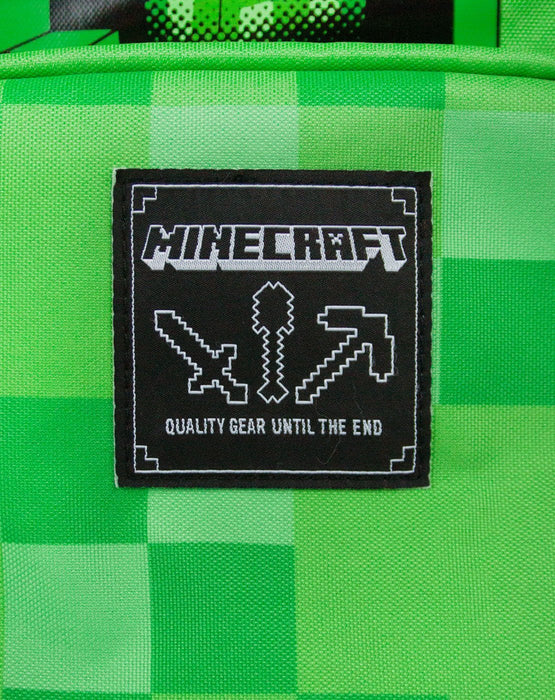 MINECRAFT
QUALITY GEAR UNTIL THE END